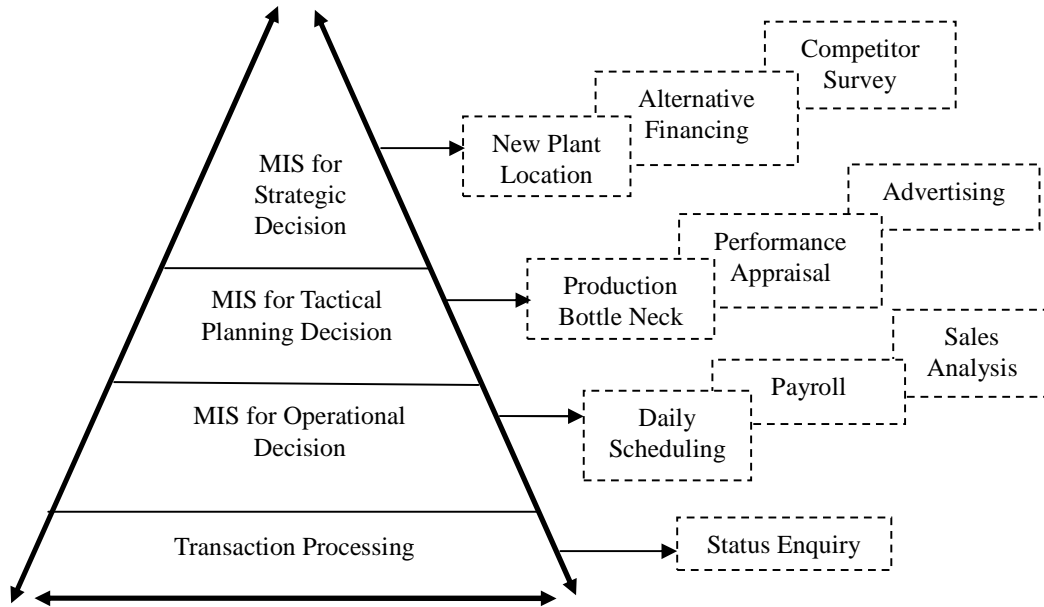 MIS for
Strategic
Decision
New Plant
Location
Alternative
Financing
Competitor
Survey
MIS for Tactical
Planning Decision
Production
Bottle Neck
Performance
Appraisal
Advertising
MIS for Operational
Decision
Daily
Scheduling
Payroll
Sales
Analysis
Transaction Processing
Status Enquiry